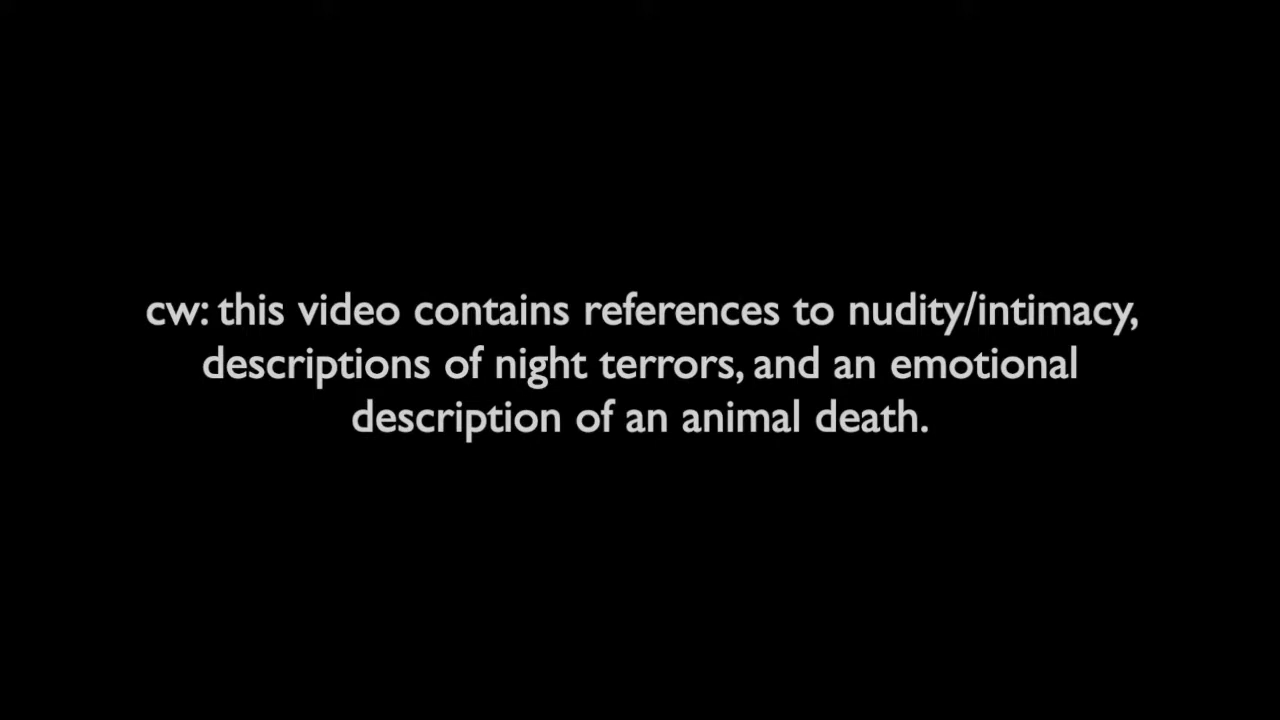 cw: this video contains references to nudity/intimacy,
descriptions of night terrors, and an emotional
description of an animal death.